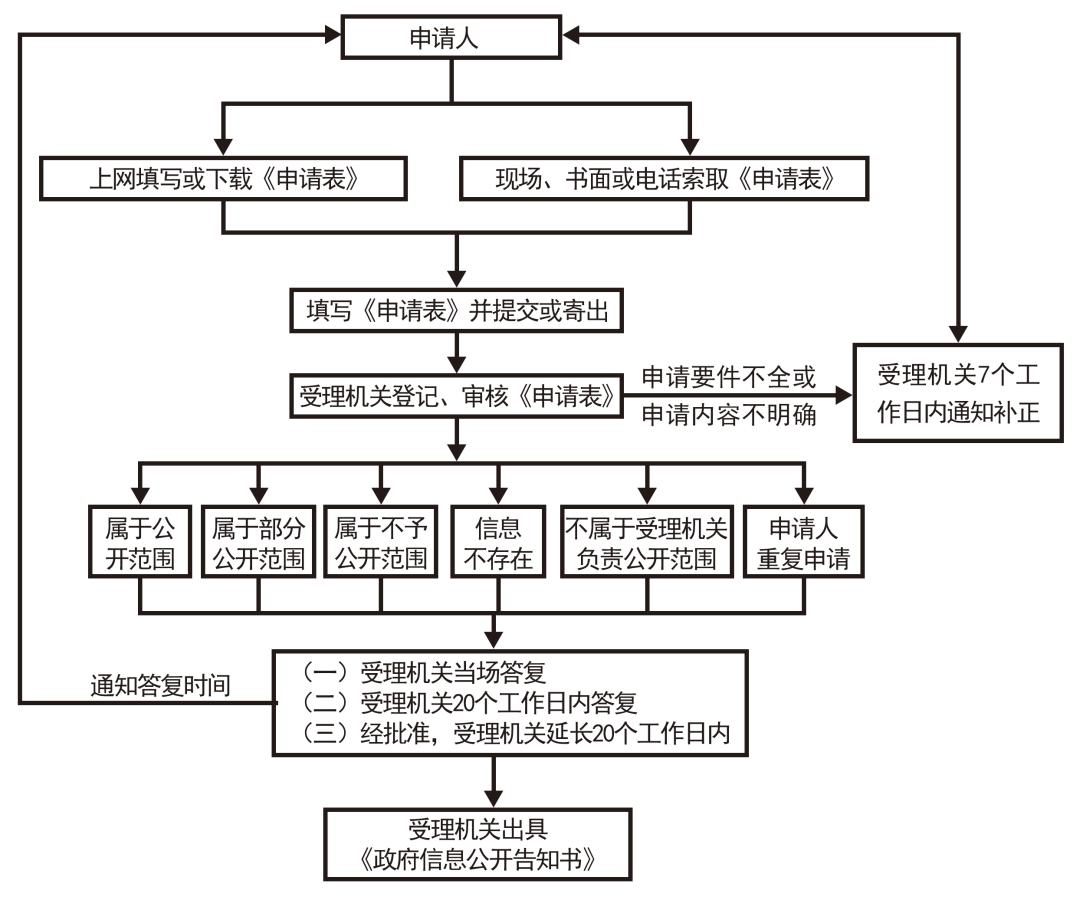 申请人
上网填写或下载《申请表》
现场、书面或电话索取《申请表》
填写《申请表》并提交或寄出
受理机关登记、审核《申请表》
申请要件不全或
申请内容不明确
受理机关7个工
作日内通知补正
属于公
开范围
属于部分
公开范围
属于不予
公开范围
信息
不存在
不属于受理机关
负责公开范围
申请人
重复申请
通知答复时间
（一）受理机关当场答复
（二）受理机关20个工作日内答复
（三）经批准，受理机关延长20个工作日内
受理机关出具
《政府信息公开告知书》